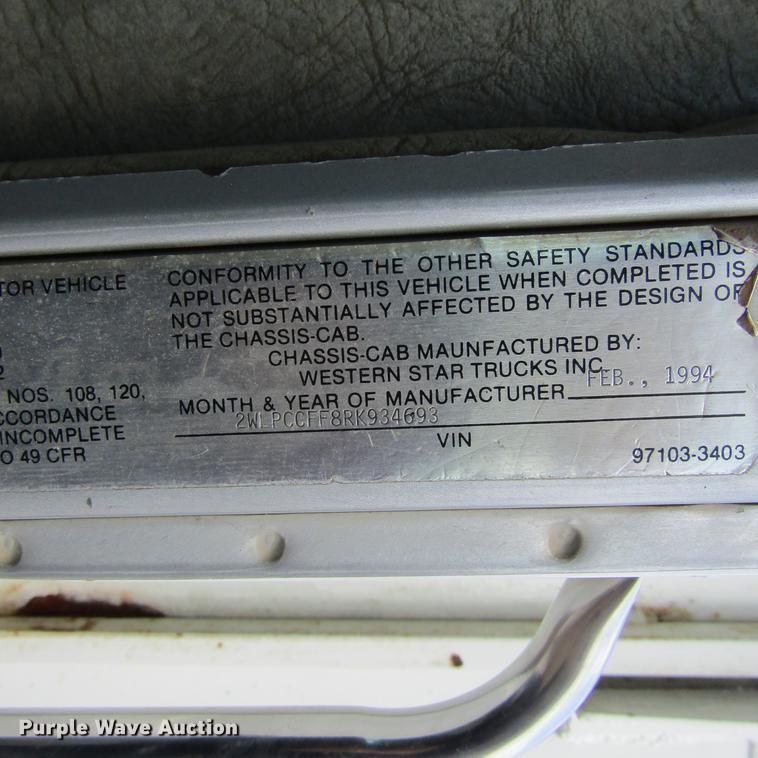 TOR VEHICLE
NOS. 108, 120,
CCORDANCE
INCOMPLETE
O 49 CFR
CONFORMITY TO THE OTHER SAFETY STANDARDS
APPLICABLE TO THIS VEHICLE WHEN COMPLETED IS
NOT SUBSTANTIALLY AFFECTED BY THE DESIGN OF
THE CHASSIS-CAB.
CHASSIS-CAB MAUNFACTURED BY:
WESTERN STAR TRUCKS INC.
MONTH & YEAR OF MANUFACTURER FEB., 1994
2WLPCCFF8RK934693
VIN
97103-3403
Purple Wave Auction